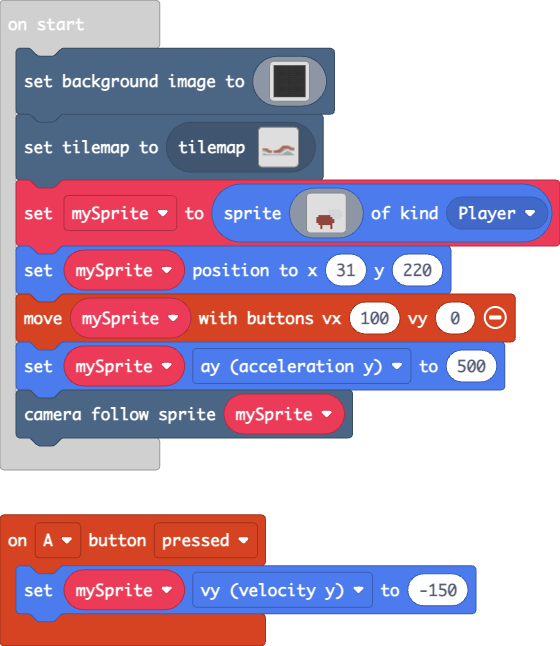 on start
set background image to
set tilemap to tilemap
set mySprite to sprite of kind Player
set mySprite position to x 31 y 220
move mySprite with buttons vx 100 vy 0
set mySprite ay (acceleration y) to 500
camera follow sprite mySprite
on A button pressed
set mySprite vy (velocity y) to -150